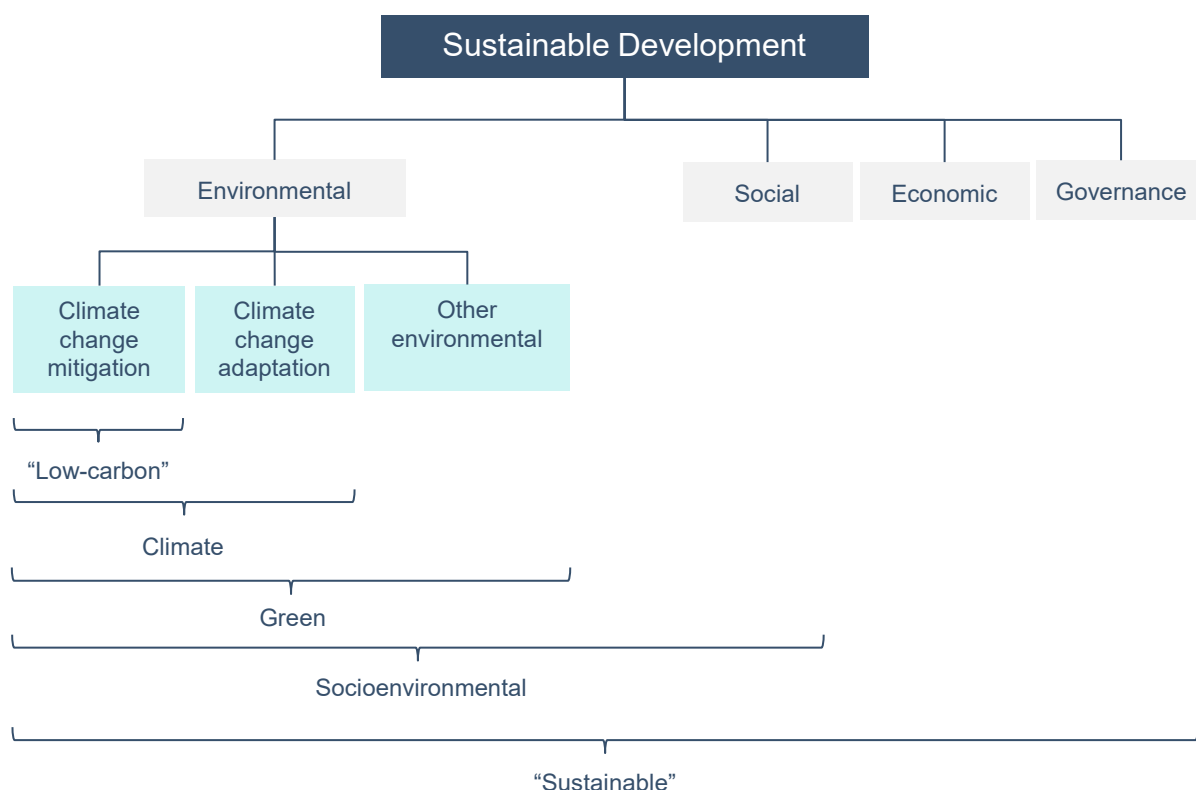 Sustainable Development
Environmental
Social
Economic
Governance
Climate
change
mitigation
Climate
change
adaptation
Other
environmental
“Low-carbon”
Climate
Green
Socioenvironmental
“Sustainable”